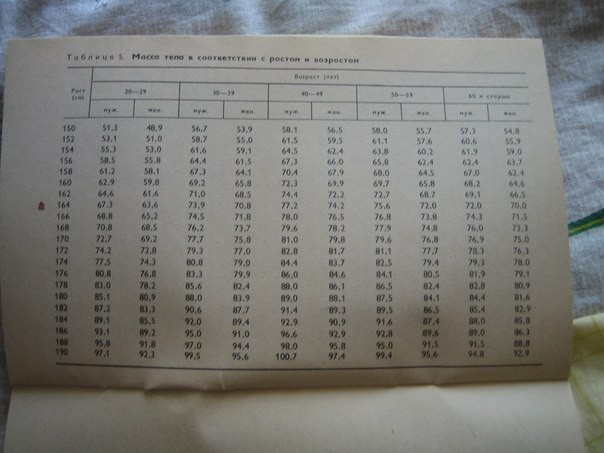 Таблица 5. Масса тела в соответствии с ростом и возрастом
Рост (см) Возраст (лет)
20—29 30—39 40—49 50—59 60 и старше
муж. жен. муж. жен. муж. жен. муж. жен. муж. жен.
150 51,3 48,9 56,7 53,9 58,1 56,5 58,0 55,7 57,3 54,8
152 53,1 51,0 58,7 55,0 61,5 59,5 61,1 57,6 60,6 55,9
154 55,3 53,0 61,6 59,1 64,5 62,4 63,8 60,2 61,9 59,0
156 58,5 55,8 64,4 61,5 67,3 66,0 65,8 62,4 62,4 63,7
158 61,2 58,1 67,3 64,1 70,4 67,9 68,0 64,5 67,0 62,4
160 62,9 59,8 69,2 65,8 72,3 69,9 69,7 65,8 68,2 64,6
162 64,6 61,6 71,0 68,5 74,4 72,2 72,7 68,7 69,1 66,5
164 67,3 63,6 73,9 70,8 77,2 74,2 75,6 72,0 72,0 70,0
166 68,8 65,2 74,5 71,8 78,0 76,5 76,8 73,8 74,3 71,5
168 70,8 68,5 76,2 73,7 79,6 78,2 77,9 74,8 76,0 73,3
170 72,7 69,2 77,7 75,8 81,0 79,8 79,6 76,8 76,9 75,0
172 74,2 72,8 79,3 77,0 82,8 81,7 81,1 77,7 78,3 76,3
174 77,5 74,3 80,8 79,0 84,4 83,7 82,5 79,4 79,3 78,0
176 80,8 76,8 83,3 79,9 86,0 84,6 84,1 80,5 81,9 79,1
178 83,0 78,2 85,6 82,4 88,0 86,1 86,5 82,4 82,8 80,9
180 85,1 80,9 88,0 83,9 89,0 88,1 87,5 84,1 84,4 81,6
182 87,2 83,3 90,6 87,7 91,4 89,3 89,5 86,5 85,4 82,9
184 89,1 85,5 92,0 89,4 92,9 90,9 91,6 87,4 88,0 85,8
186 93,1 89,2 95,0 91,0 96,6 92,9 92,8 89,6 89,0 86,3
188 95,8 91,8 97,0 94,4 98,0 95,8 95,0 91,5 91,5 88,8
190 97,1 92,3 99,5 95,6 100,7 97,4 99,4 95,6 94,8 92,9